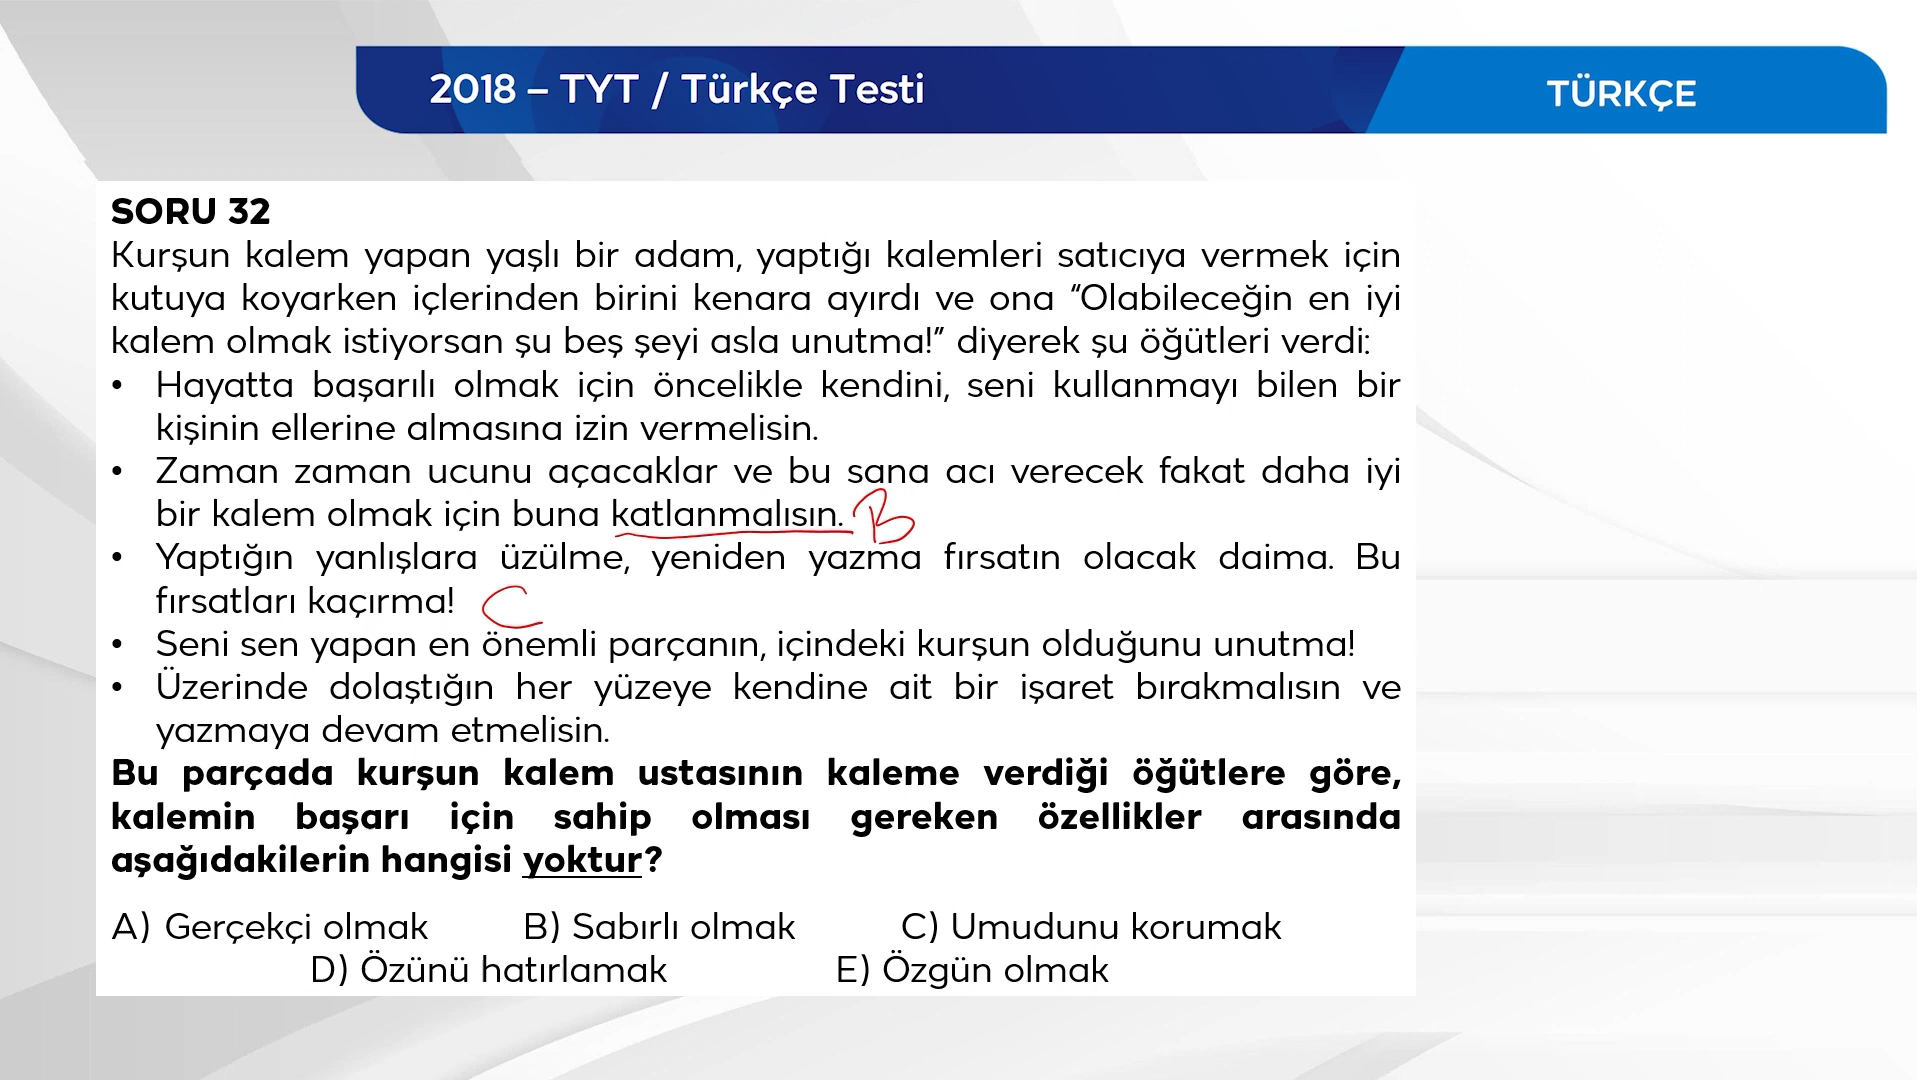 2018 – TYT / Türkçe Testi
TÜRKÇE
SORU 32
Kurşun kalem yapan yaşlı bir adam, yaptığı kalemleri satıcıya vermek için
kutuya koyarken içlerinden birini kenara ayırdı ve ona “Olabileceğin en iyi
kalem olmak istiyorsan şu beş şeyi asla unutma!” diyerek şu öğütleri verdi:
• Hayatta başarılı olmak için öncelikle kendini, seni kullanmayı bilen bir
kişinin ellerine almasına izin vermelisin.
• Zaman zaman ucunu açacaklar ve bu sana acı verecek fakat daha iyi
bir kalem olmak için buna katlanmalısın. B
• Yaptığın yanlışlara üzülme, yeniden yazma fırsatın olacak daima. Bu
fırsatları kaçırma! C
• Seni sen yapan en önemli parçanın, içindeki kurşun olduğunu unutma!
• Üzerinde dolaştığın her yüzeye kendine ait bir işaret bırakmalısın ve
yazmaya devam etmelisin.
Bu parçada kurşun kalem ustasının kaleme verdiği öğütlere göre,
kalemin başarı için sahip olması gereken özellikler arasında
aşağıdakilerin hangisi yoktur?
A) Gerçekçi olmak B) Sabırlı olmak C) Umudunu korumak
D) Özünü hatırlamak E) Özgün olmak